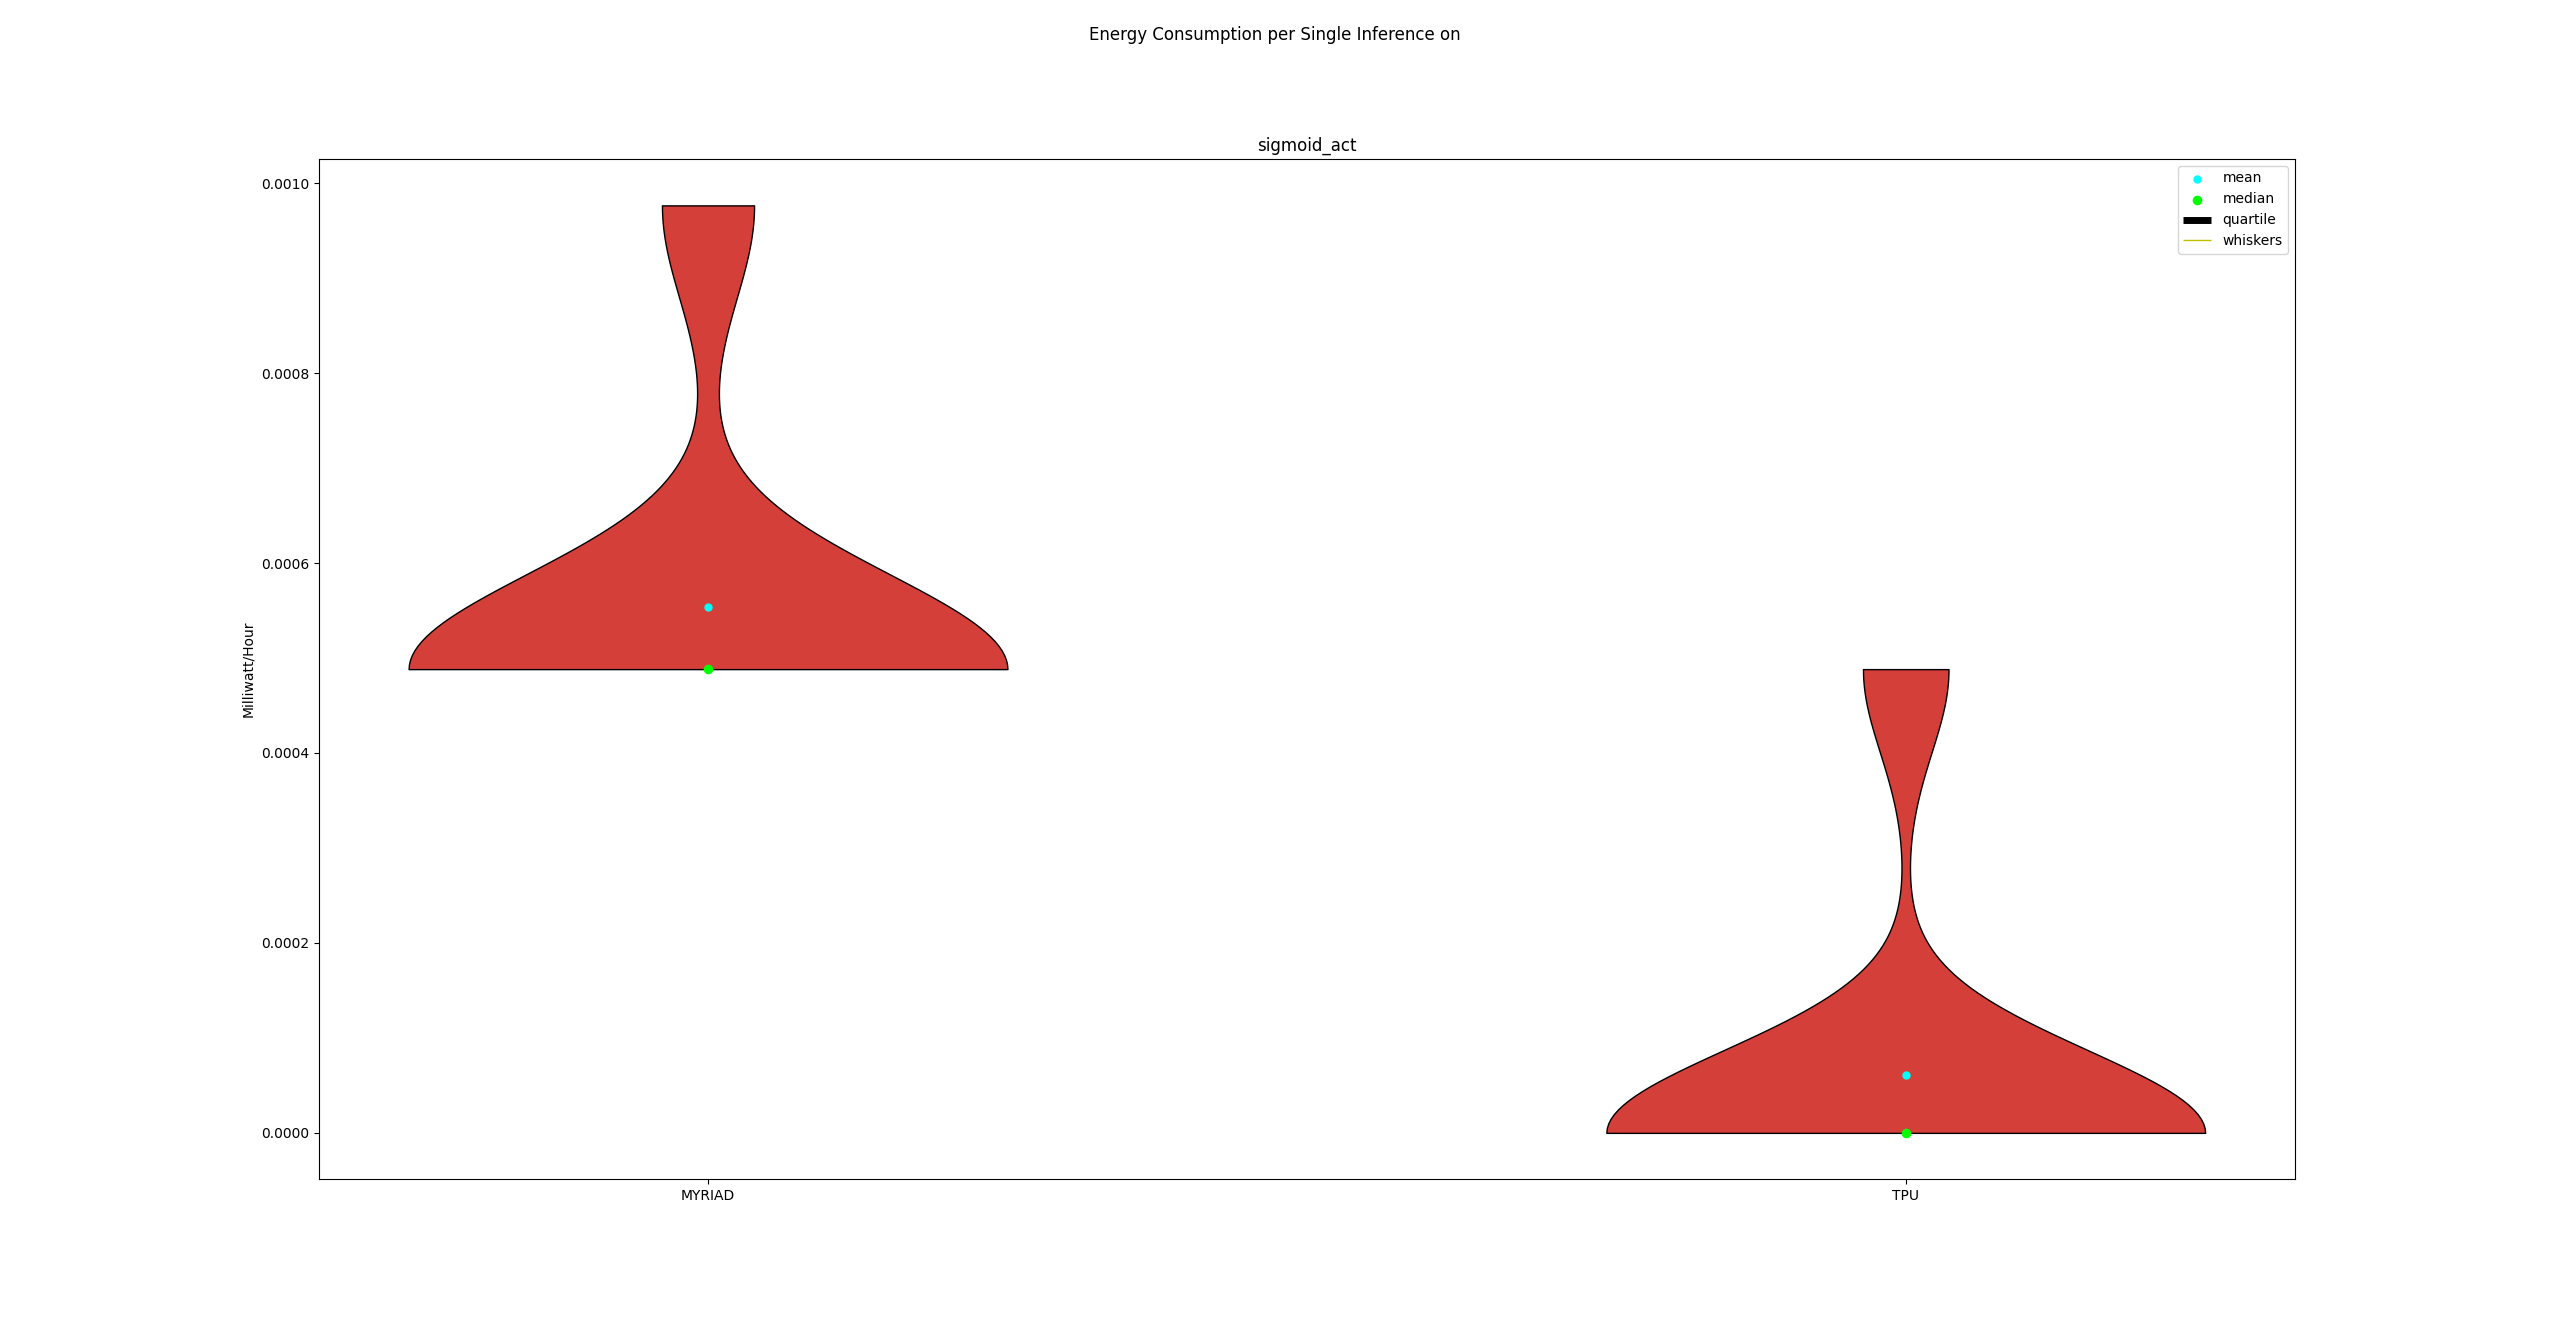 Energy Consumption per Single Inference on
sigmoid_act
mean
median
quartile
whiskers
0.0010
0.0008
0.0006
0.0004
0.0002
0.0000
Milliwatt/Hour
MYRIAD
TPU